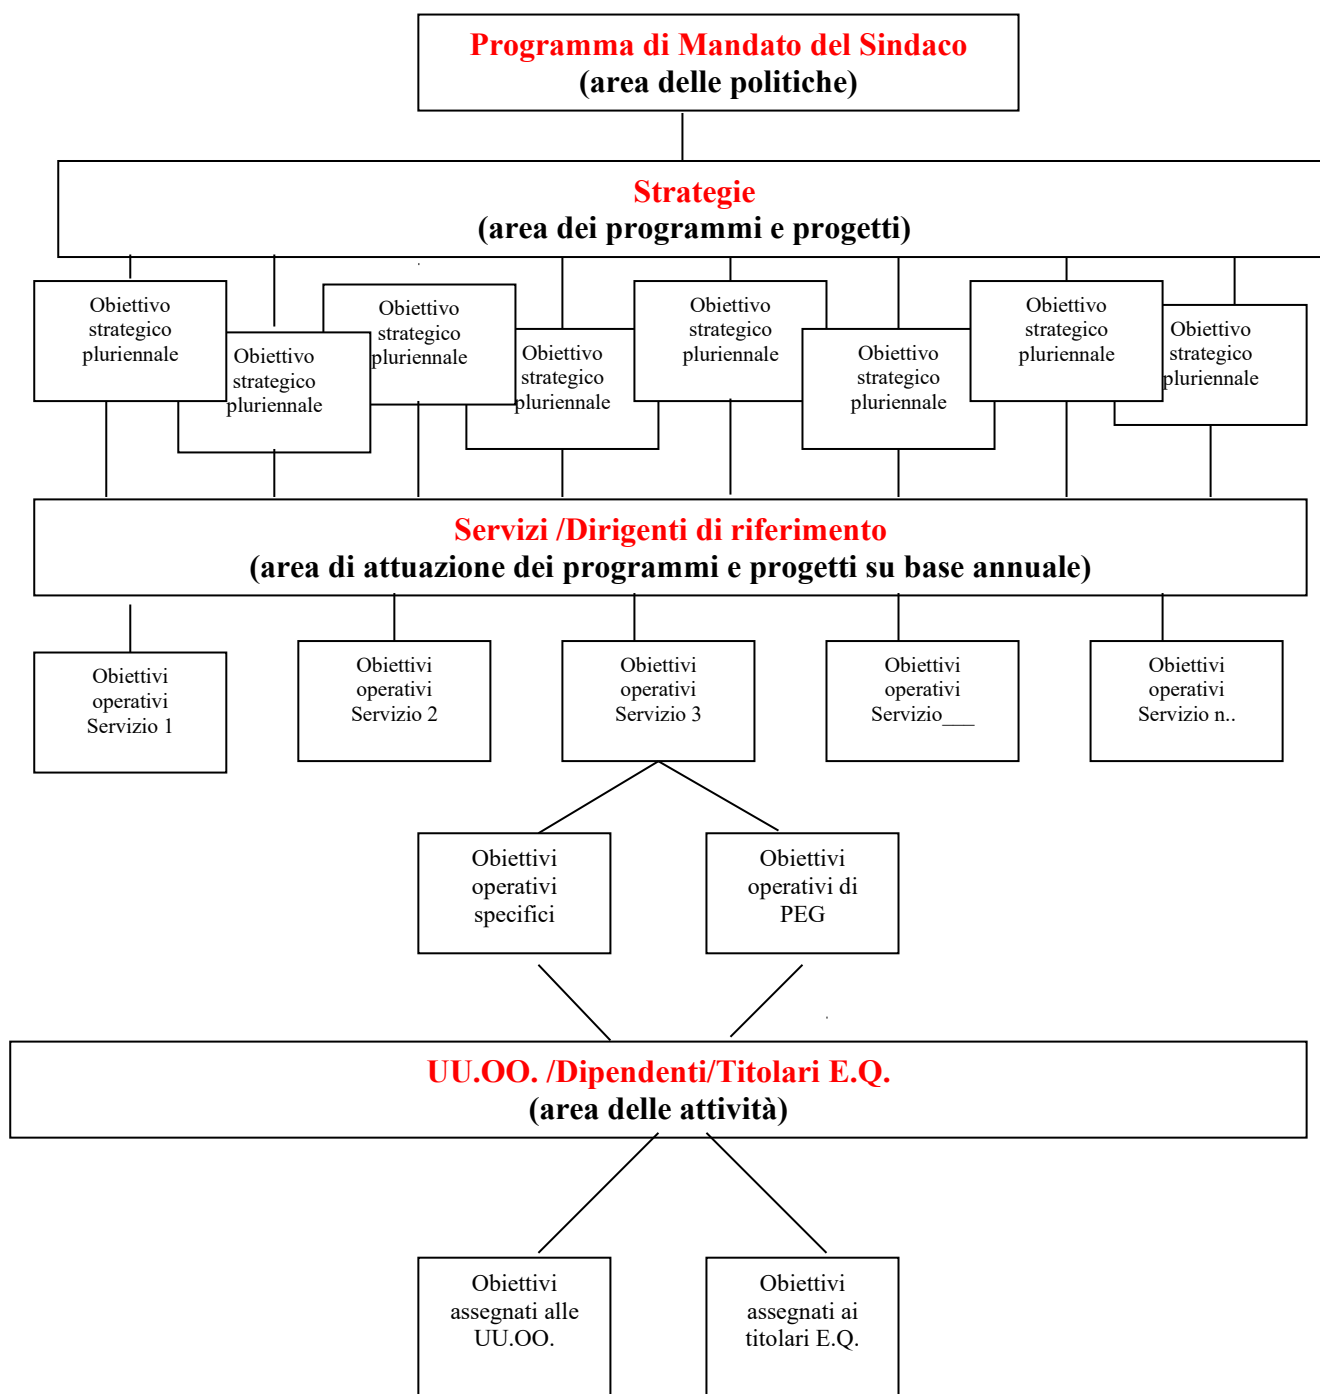 Programma di Mandato del Sindaco
(area delle politiche)
Strategie
(area dei programmi e progetti)
Obiettivo
strategico
pluriennale
Obiettivo
strategico
pluriennale
Obiettivo
strategico
pluriennale
Obiettivo
strategico
pluriennale
Obiettivo
strategico
pluriennale
Obiettivo
strategico
pluriennale
Obiettivo
strategico
pluriennale
Obiettivo
strategico
pluriennale
Servizi /Dirigenti di riferimento
(area di attuazione dei programmi e progetti su base annuale)
Obiettivi
operativi
Servizio 1
Obiettivi
operativi
Servizio 2
Obiettivi
operativi
Servizio 3
Obiettivi
operativi
Servizio___
Obiettivi
operativi
Servizio n..
Obiettivi
operativi
specifici
Obiettivi
operativi di
PEG
UU.OO. /Dipendenti/Titolari E.Q.
(area delle attività)
Obiettivi
assegnati alle
UU.OO.
Obiettivi
assegnati ai
titolari E.Q.